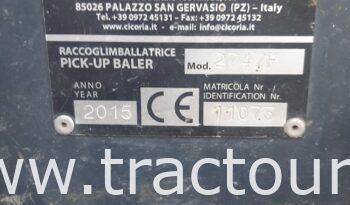 85026 PALAZZO SAN GERVASIO (PZ) – Italy
Tel. +39 0972 45131 – Fax +39 0972 45132
www.cicoria.it – e-mail: info@cicoria.it
RACCOGLIMBALLATRICE
PICK-UP BALER
Mod.
ANNO
YEAR
2015
CE
MATRICOLA Nr
IDENTIFICATION Nr
www.tractour